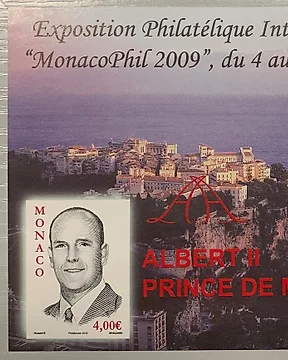 Exposition Philatélique Int
“MonacoPhil 2009”, du 4 au
MONACO
4,00€
ALBERT II
PRINCE DE M